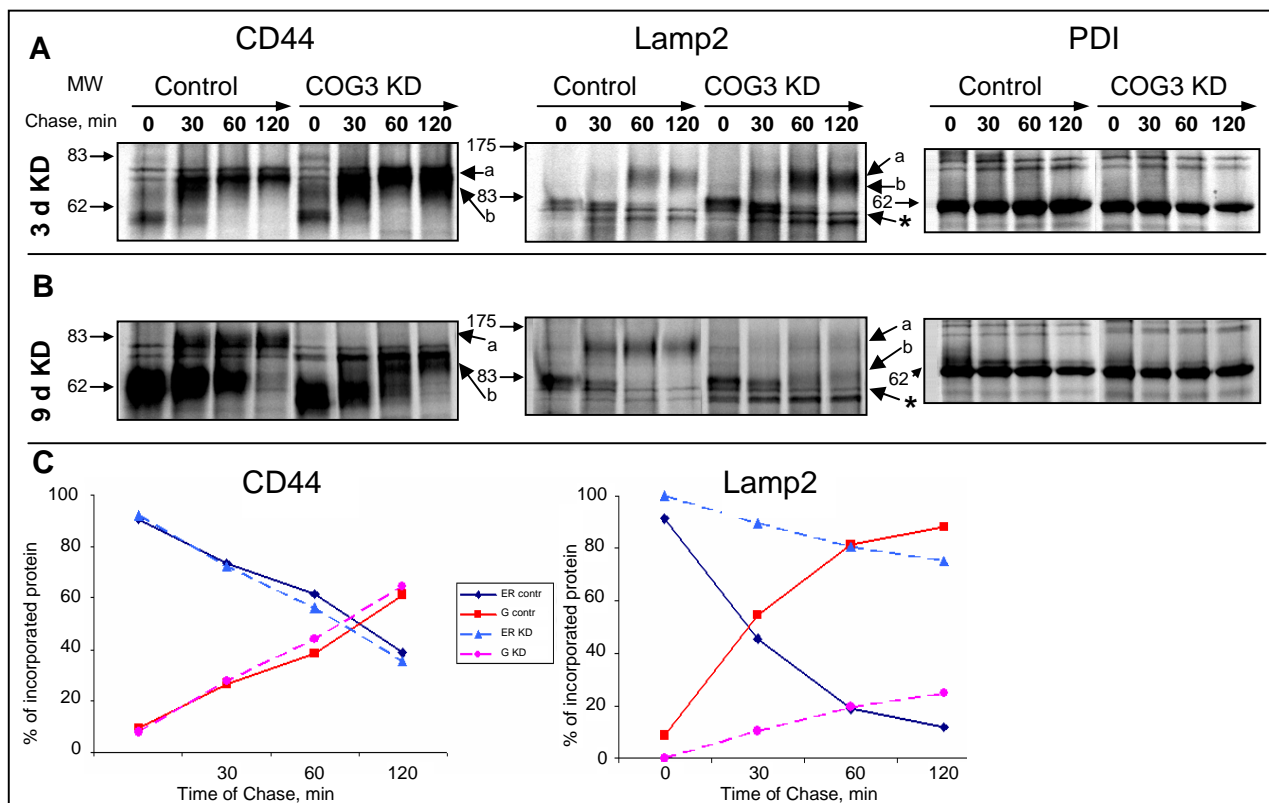 A
CD44
Lamp2
PDI
MW
Control
COG3 KD
Control
COG3 KD
Control
COG3 KD
Chase, min
0 30 60 120 0 30 60 120
0 30 60 120 0 30 60 120
0 30 60 120 0 30 60 120
3 d KD
83
62
a
b
175
83
a
b
*
62
B
9 d KD
83
62
a
b
175
83
a
b
*
62
C
CD44
% of incorporated protein
100
80
60
40
20
0
30 60 120
Time of Chase, min
ER contr
G contr
ER KD
G KD
Lamp2
% of incorporated protein
100
80
60
40
20
0
0 30 60 120
Time of Chase, min